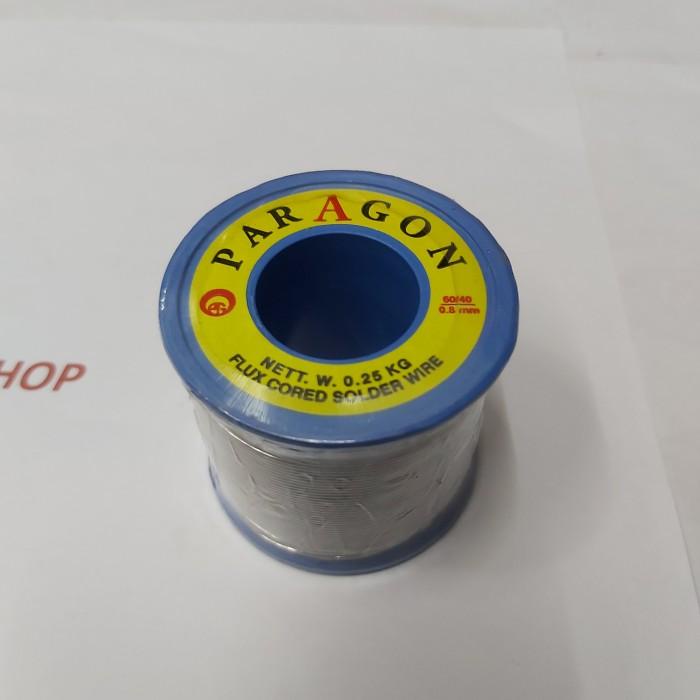 PARAGON
60/40
0.8 mm
NETT. W. 0.25 KG
FLUX CORED SOLDER WIRE
HOP